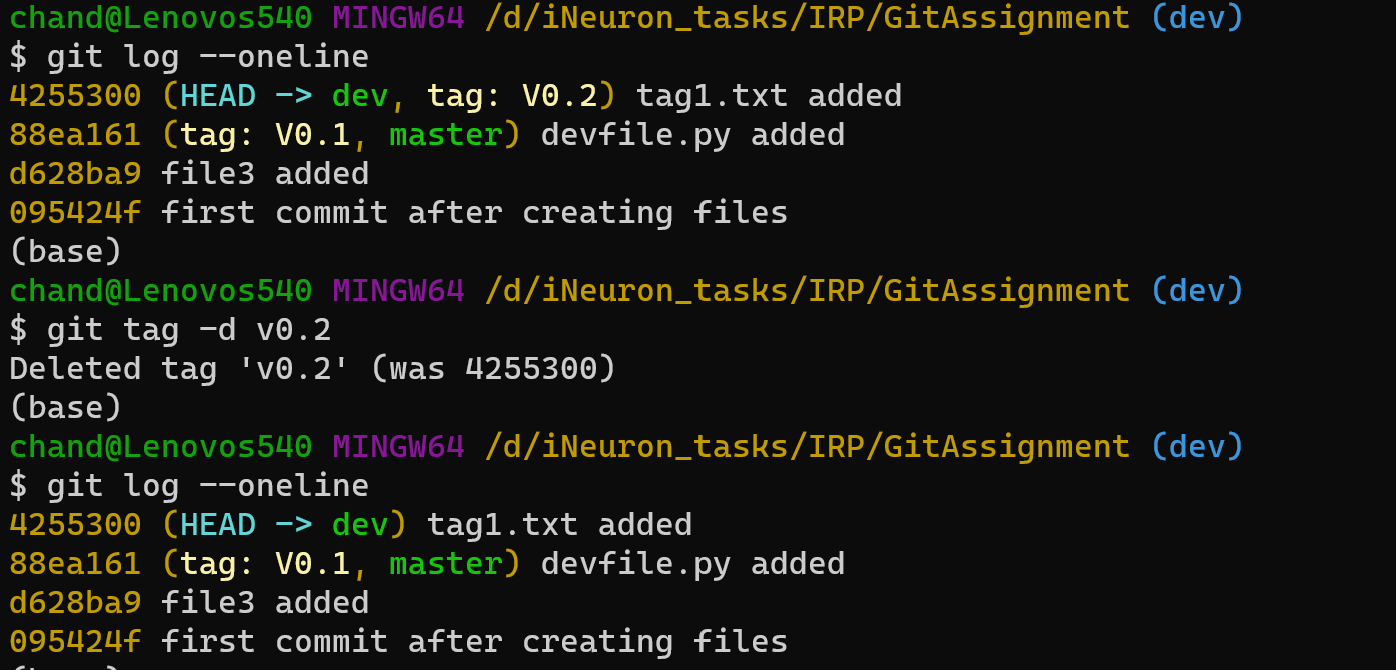 chand@Lenovos540 MINGW64 /d/iNeuron_tasks/IRP/GitAssignment (dev)
$ git log --oneline
4255300 (HEAD -> dev, tag: V0.2) tag1.txt added
88ea161 (tag: V0.1, master) devfile.py added
d628ba9 file3 added
095424f first commit after creating files
(base)
chand@Lenovos540 MINGW64 /d/iNeuron_tasks/IRP/GitAssignment (dev)
$ git tag -d v0.2
Deleted tag 'v0.2' (was 4255300)
(base)
chand@Lenovos540 MINGW64 /d/iNeuron_tasks/IRP/GitAssignment (dev)
$ git log --oneline
4255300 (HEAD -> dev) tag1.txt added
88ea161 (tag: V0.1, master) devfile.py added
d628ba9 file3 added
095424f first commit after creating files